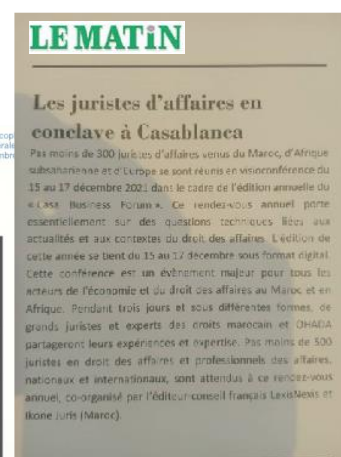 LE MATIN
Les juristes d'affaires en
conclave à Casablanca
Pas moins de 300 juristes d'affaires venus du Maroc, d'Afrique
subsaharienne et d'Europe se sont réunis en visioconférence du
15 au 17 décembre 2021 dans le cadre de l'édition annuelle du
« Casa Business Forum ». Ce rendez-vous annuel porte
essentiellement sur des questions techniques liées aux
actualités et aux contextes du droit des affaires. L'édition de
cette année se tient du 15 au 17 décembre sous format digital.
Cette conférence est un évènement majeur pour tous les
acteurs de l'économie et du droit des affaires au Maroc et en
Afrique. Pendant trois jours et sous différentes formes, de
grands juristes et experts des droits marocain et OHADA
partageront leurs expériences et expertise. Pas moins de 500
juristes en droit des affaires et professionnels des affaires,
nationaux et internationaux, sont attendus à ce rendez-vous
annuel, co-organisé par l'éditeur-conseil français LexisNexis et
Ikone Juris (Maroc).